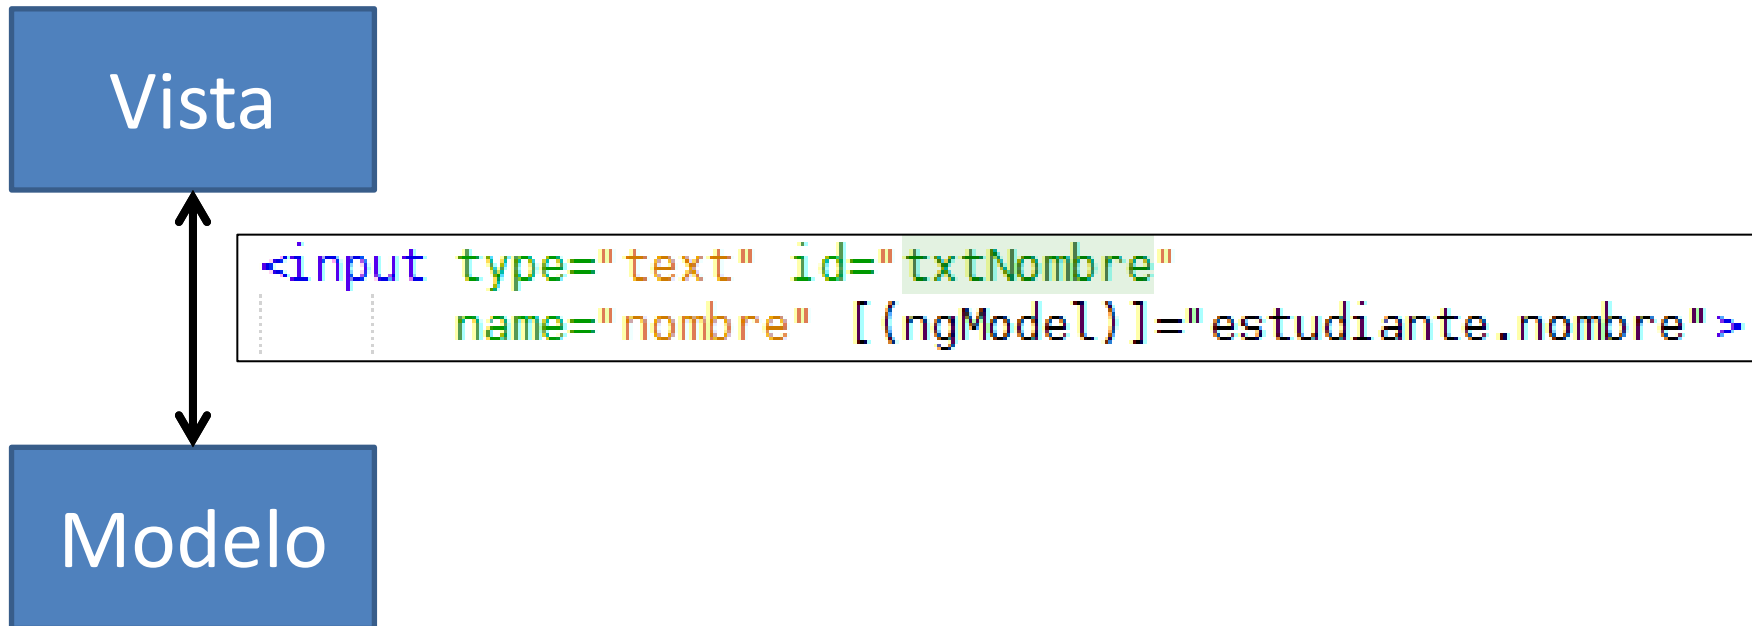 Vista
<input type="text" id="txtNombre"
name="nombre" [(ngModel)]="estudiante.nombre">
Modelo